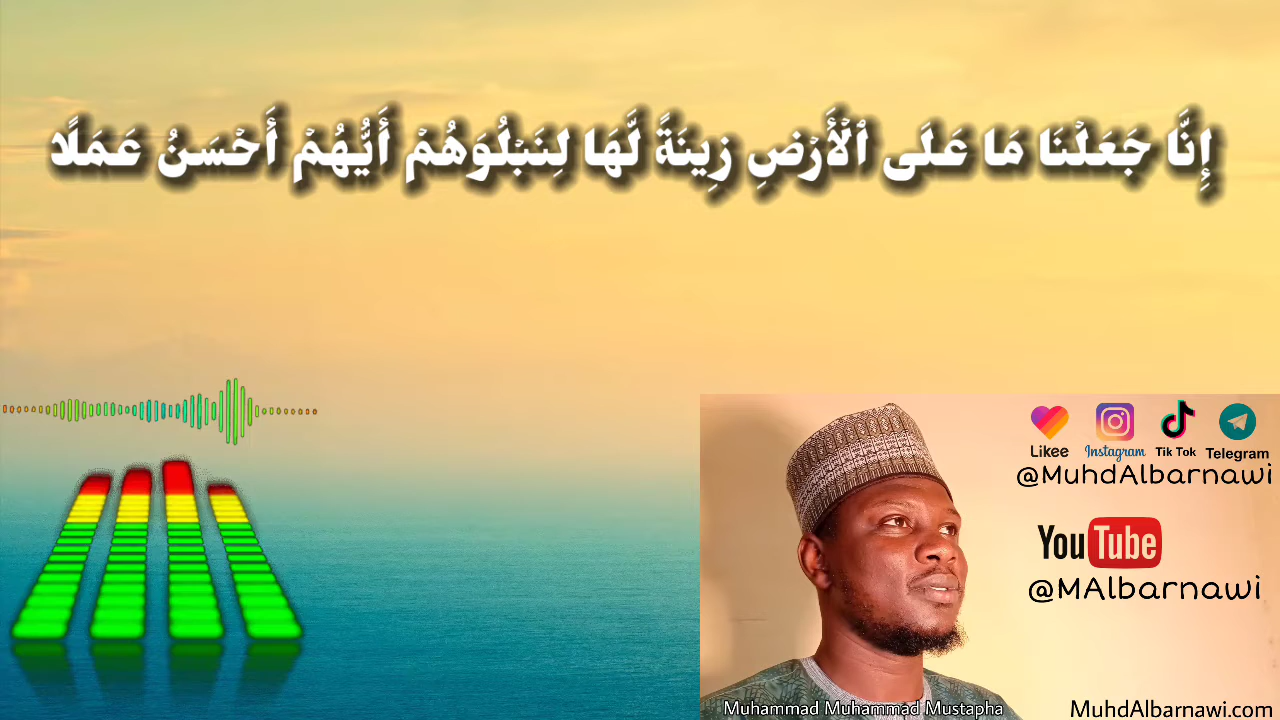 إِنَّا جَعَلْنَا مَا عَلَى ٱلْأَرْضِ زِينَةً لَّهَا لِنَبْلُوَهُمْ أَيُّهُمْ أَحْسَنُ عَمَلًا
Likee Instagram Tik Tok Telegram
@MuhdAlbarnawi
YouTube
@MAlbarnawi
Muhammad Muhammad Mustapha
MuhdAlbarnawi.com